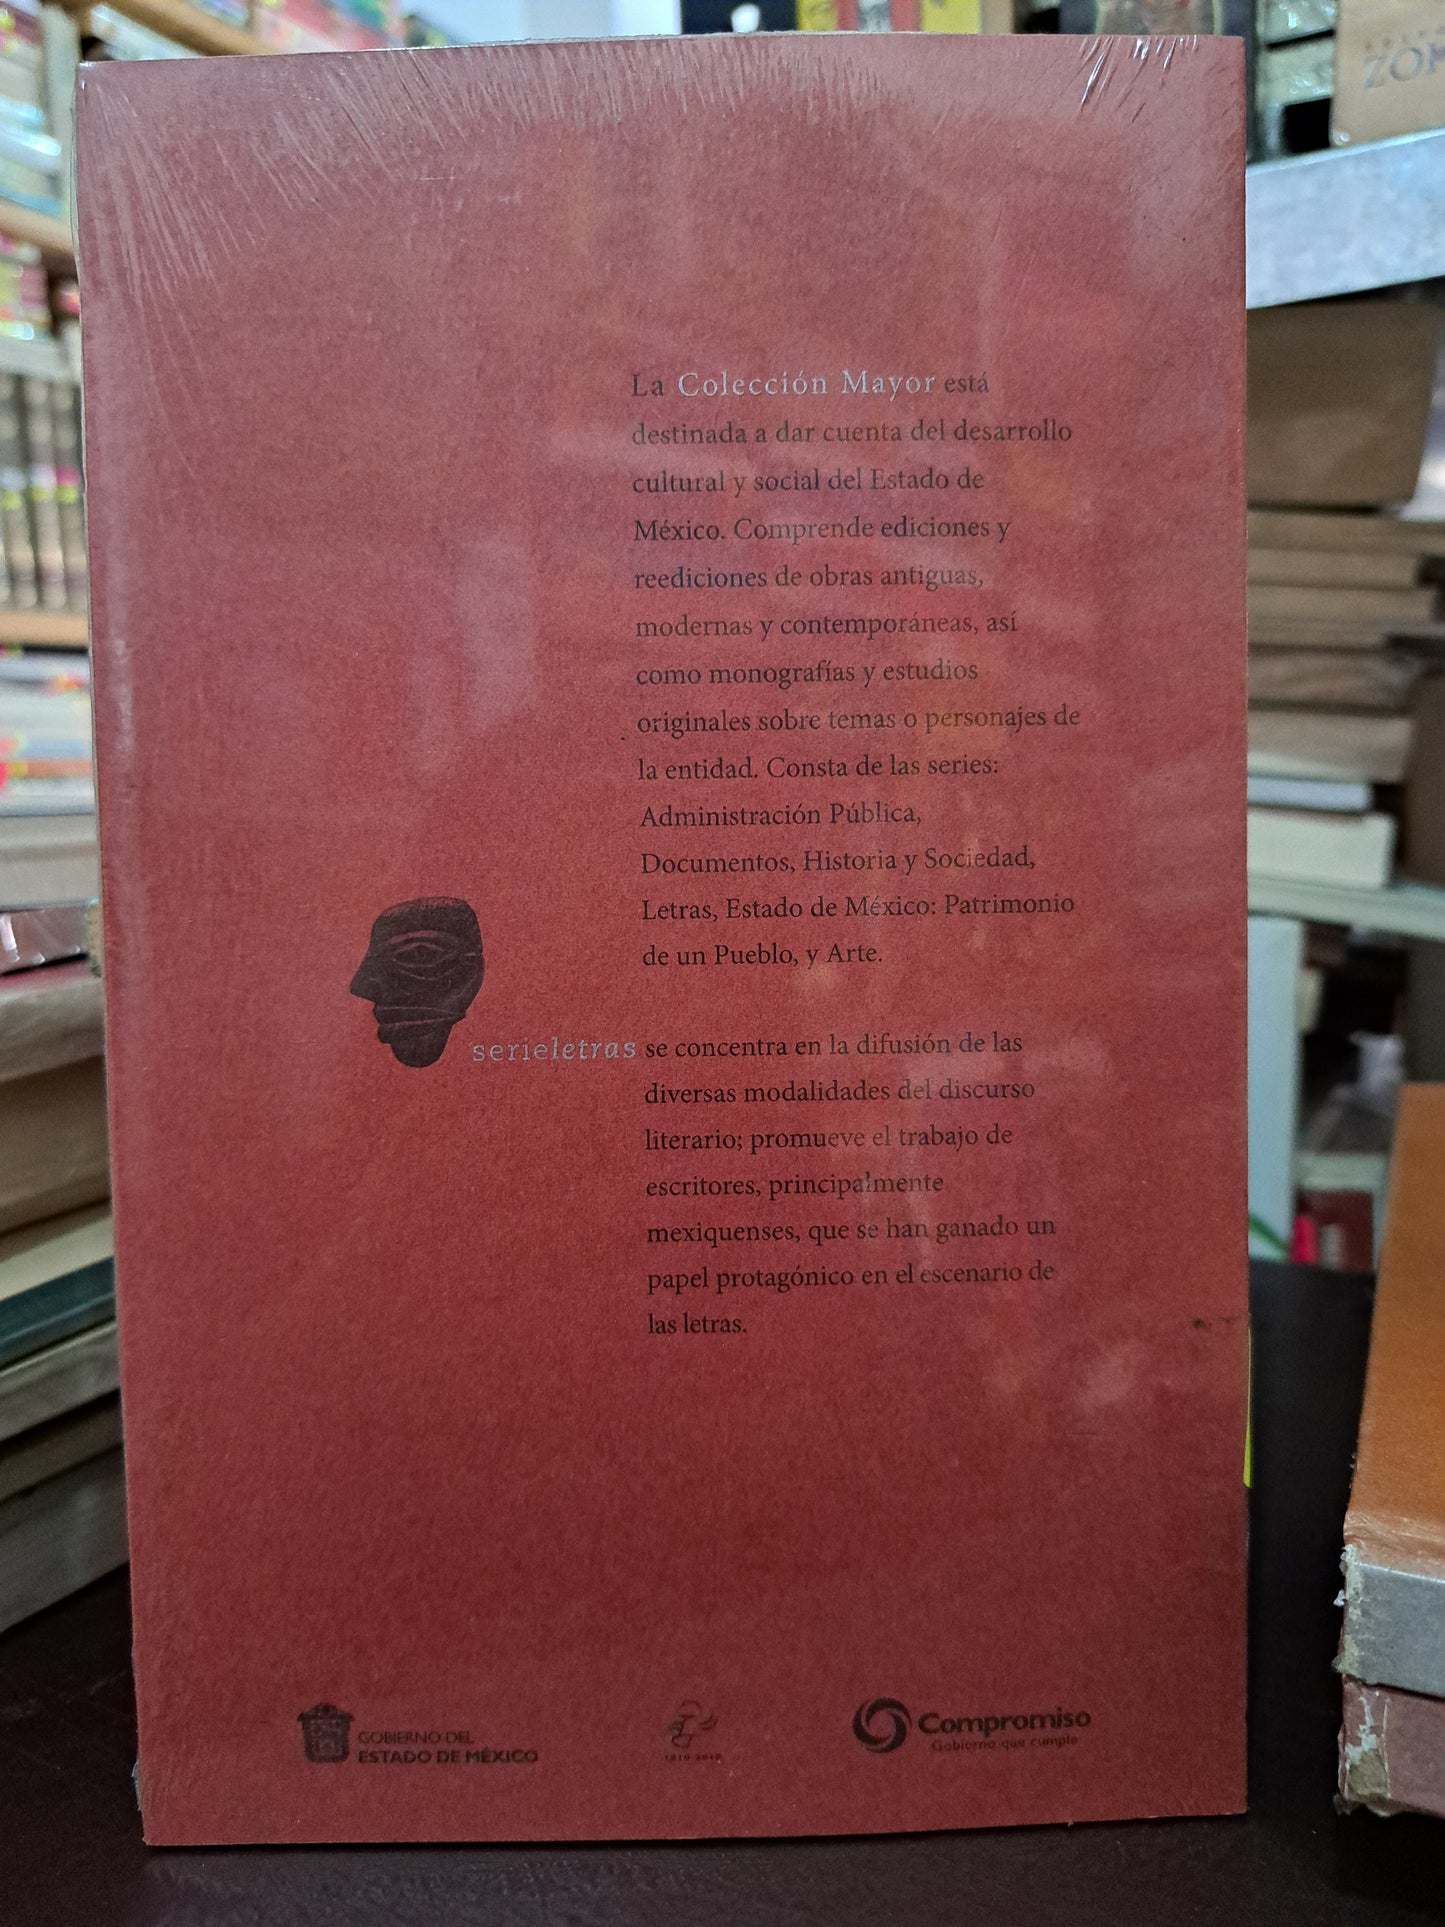 La Colección Mayor está
destinada a dar cuenta del desarrollo
cultural y social del Estado de
México. Comprende ediciones y
reediciones de obras antiguas,
modernas y contemporáneas, así
como monografías y estudios
originales sobre temas o personajes de
la entidad. Consta de las series:
Administración Pública,
Documentos, Historia y Sociedad,
Letras, Estado de México: Patrimonio
de un Pueblo, y Arte.
serieletras se concentra en la difusión de las
diversas modalidades del discurso
literario; promueve el trabajo de
escritores, principalmente
mexiquenses, que se han ganado un
papel protagónico en el escenario de
las letras.
GOBIERNO DEL
ESTADO DE MÉXICO
1810-2010
Compromiso
Gobierno que cumple